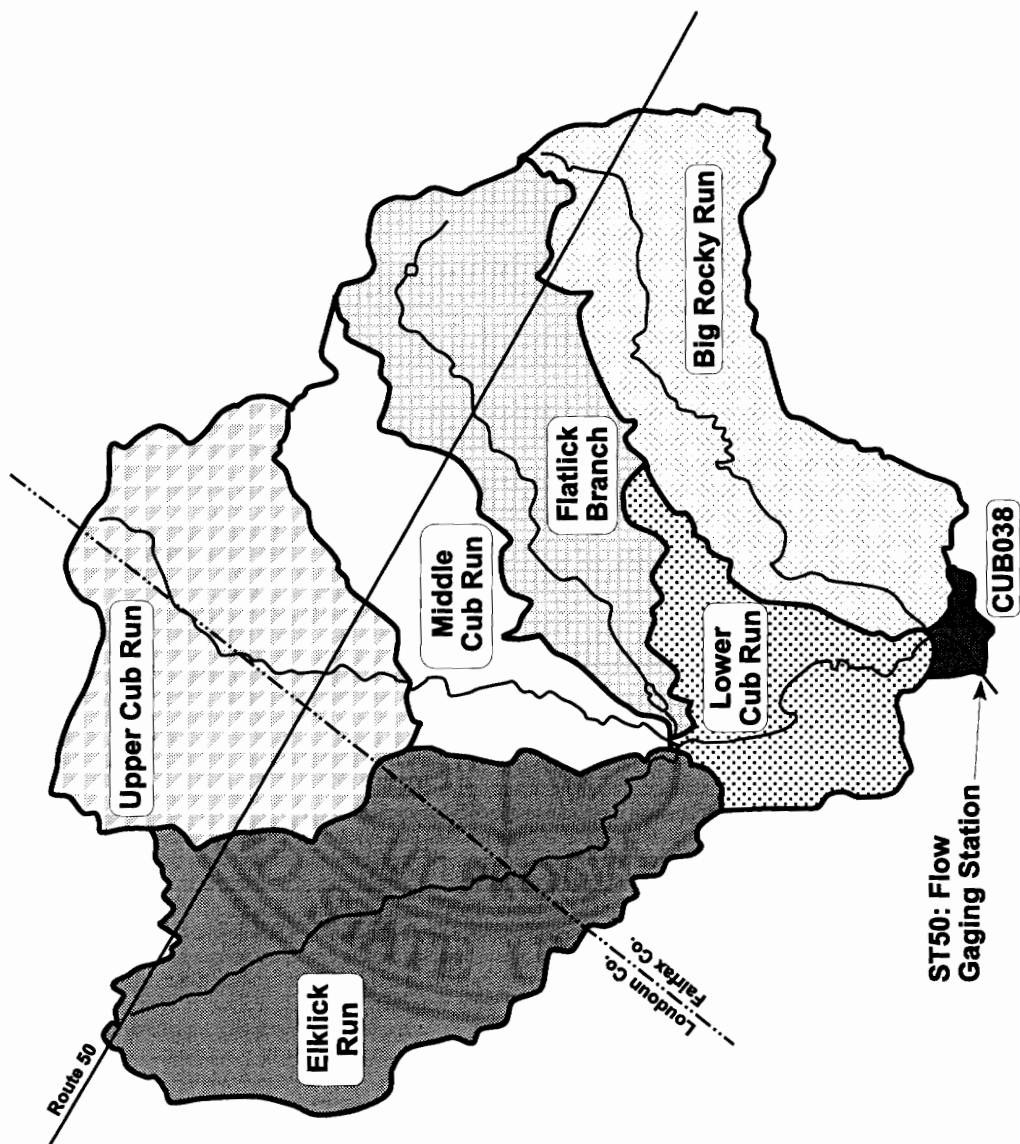 Route 50
Upper Cub Run
Elklick
Run
Middle
Cub Run
Flatlick
Branch
Big Rocky Run
Lower
Cub Run
Loudoun Co.
Fairfax Co.
CUB038
ST50: Flow
Gaging Station